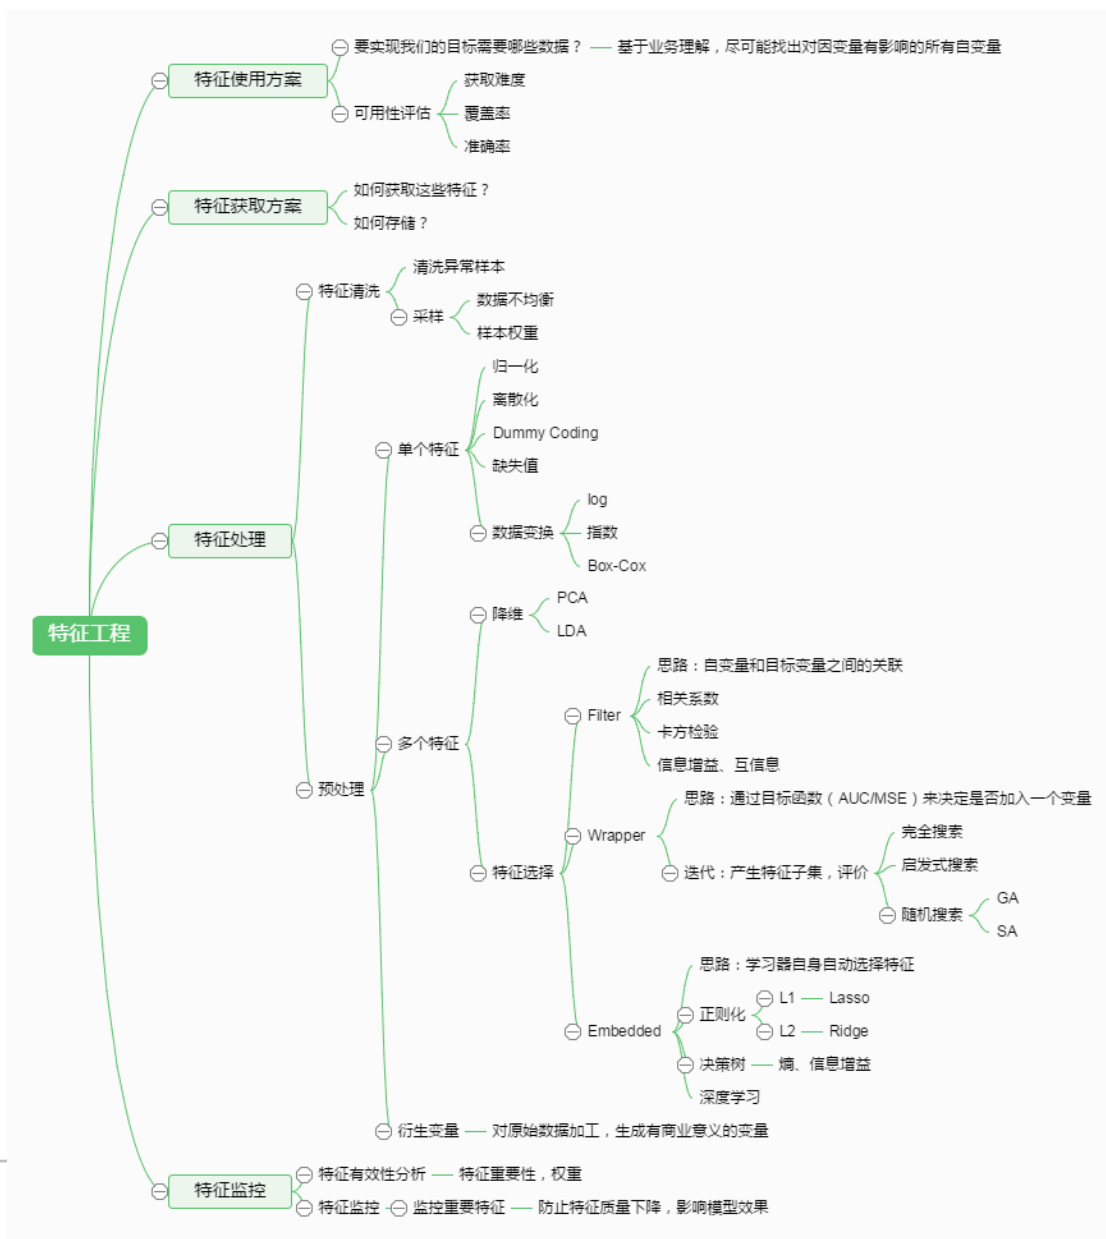 要实现我们的目标需要哪些数据？
基于业务理解，尽可能找出对因变量有影响的所有自变量
特征使用方案
获取难度
可用性评估
覆盖率
准确率
如何获取这些特征？
特征获取方案
如何存储？
清洗异常样本
特征清洗
数据不均衡
采样
样本权重
归一化
离散化
Dummy Coding
单个特征
缺失值
log
数据变换
指数
Box-Cox
特征处理
PCA
降维
LDA
特征工程
思路：自变量和目标变量之间的关联
相关系数
Filter
卡方检验
多个特征
信息增益、互信息
预处理
思路：通过目标函数（AUC/MSE）来决定是否加入一个变量
Wrapper
完全搜索
特征选择
迭代：产生特征子集，评价
启发式搜索
随机搜索
GA
SA
思路：学习器自身自动选择特征
L1
Lasso
正则化
L2
Ridge
Embedded
决策树
熵、信息增益
深度学习
衍生变量
对原始数据加工，生成有商业意义的变量
特征有效性分析
特征重要性，权重
特征监控
特征监控
监控重要特征
防止特征质量下降，影响模型效果